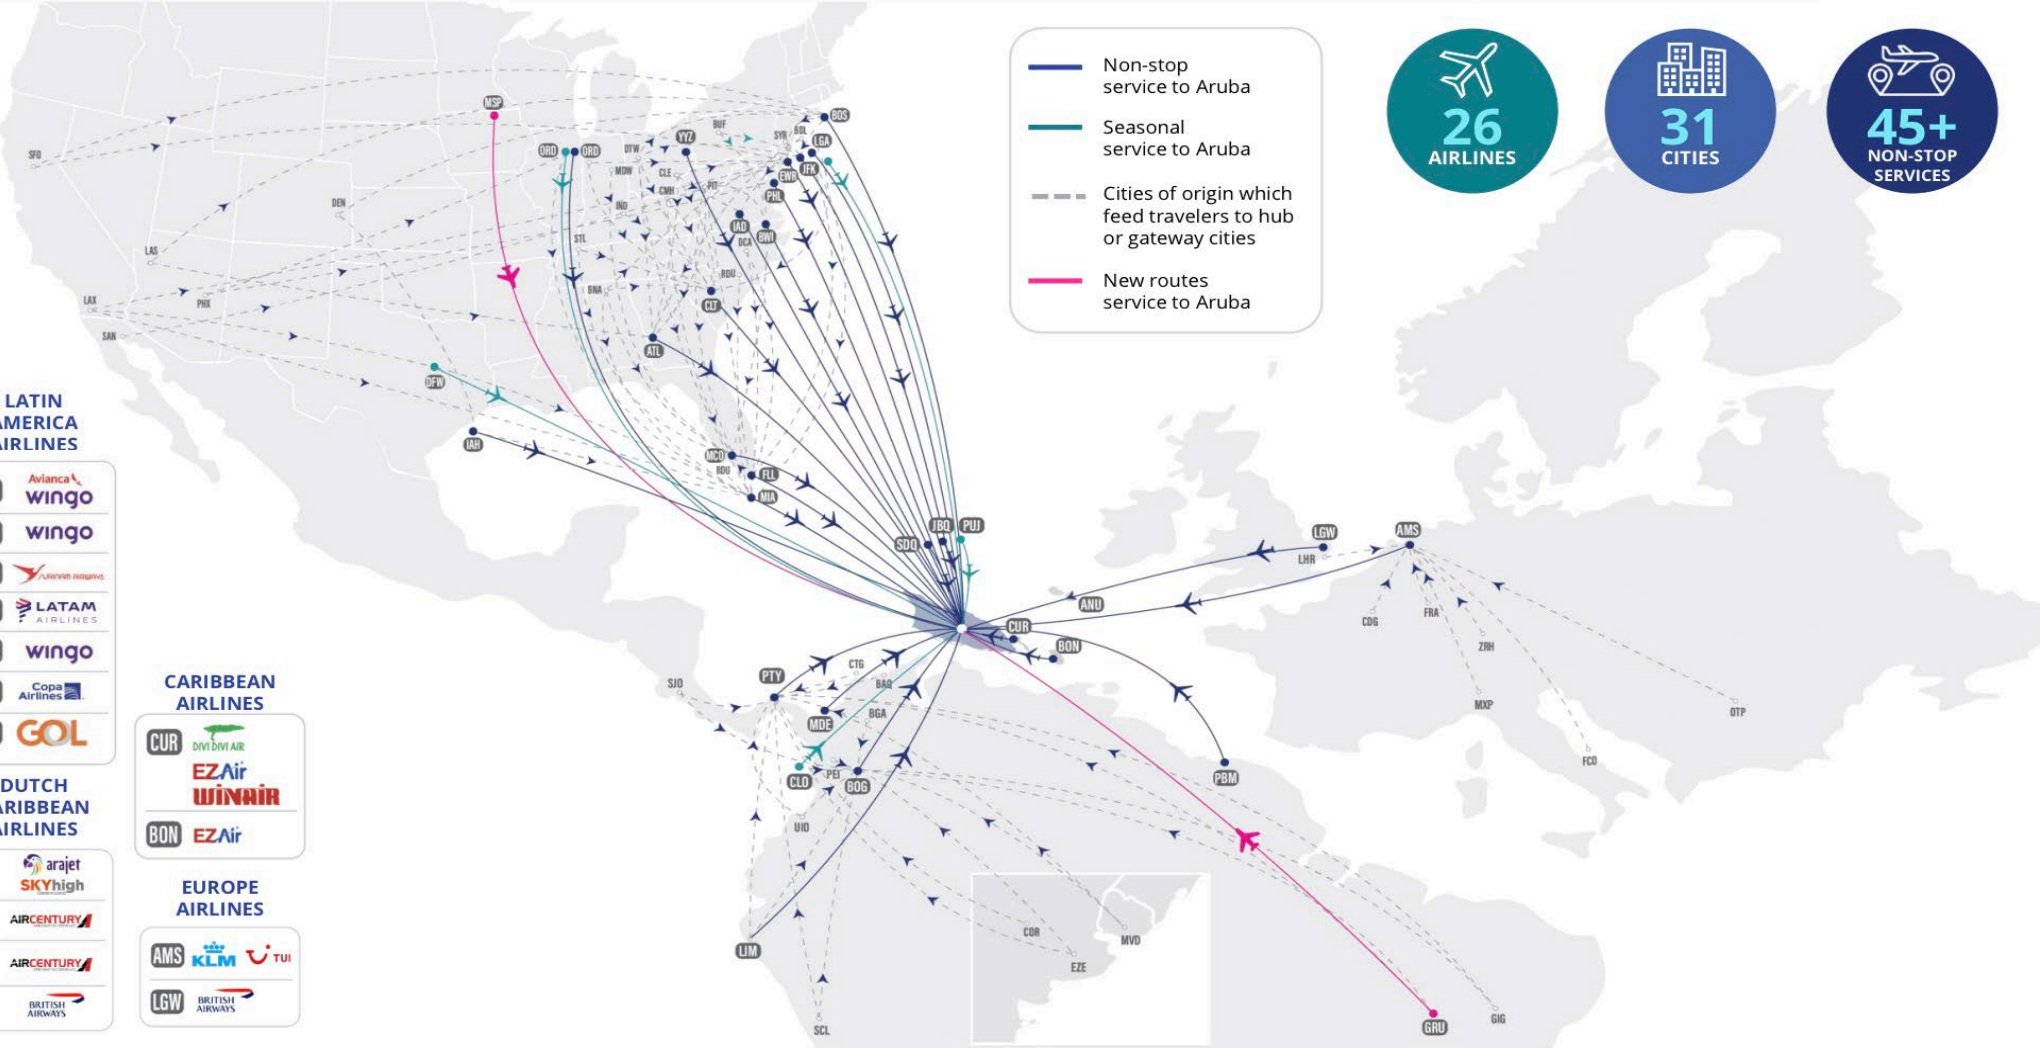 Non-stop
service to Aruba
Seasonal
service to Aruba
Cities of origin which
feed travelers to hub
or gateway cities
New routes
service to Aruba
26
AIRLINES
31
CITIES
45+
NON-STOP
SERVICES
MSP
BOS
BUF
SYR
BDL
LGA
YYZ
ORD
ORD
DTW
MDW
CLE
PIT
CMH
EWR
JFK
PHL
SFO
DEN
IND
IAD
BWI
DCA
STL
LAS
RDU
BNA
LAX
PHX
CLT
SAN
ATL
DFW
IAH
MCO
RDU
FLL
MIA
JBQ
PUJ
SDQ
LGW
AMS
LHR
ANU
CDG
FRA
CUR
BON
ZRH
CTG
PTY
SJO
BAQ
MXP
OTP
BGA
MDE
FCO
CLO
PEI
BOG
PBM
UIO
COR
MVD
LIM
EZE
SCL
GRU
GIG
LATIN
AMERICA
AIRLINES
Avianca
wingo
wingo
SURINAM AIRWAYS
LATAM
AIRLINES
wingo
Copa
Airlines
GOL
DUTCH
CARIBBEAN
AIRLINES
arajet
SKYhigh
AIRCENTURY
AIRCENTURY
BRITISH
AIRWAYS
CARIBBEAN
AIRLINES
CUR
DIVI DIVI AIR
EZAir
WINAIR
BON
EZAir
EUROPE
AIRLINES
AMS
KLM
TUI
LGW
BRITISH
AIRWAYS